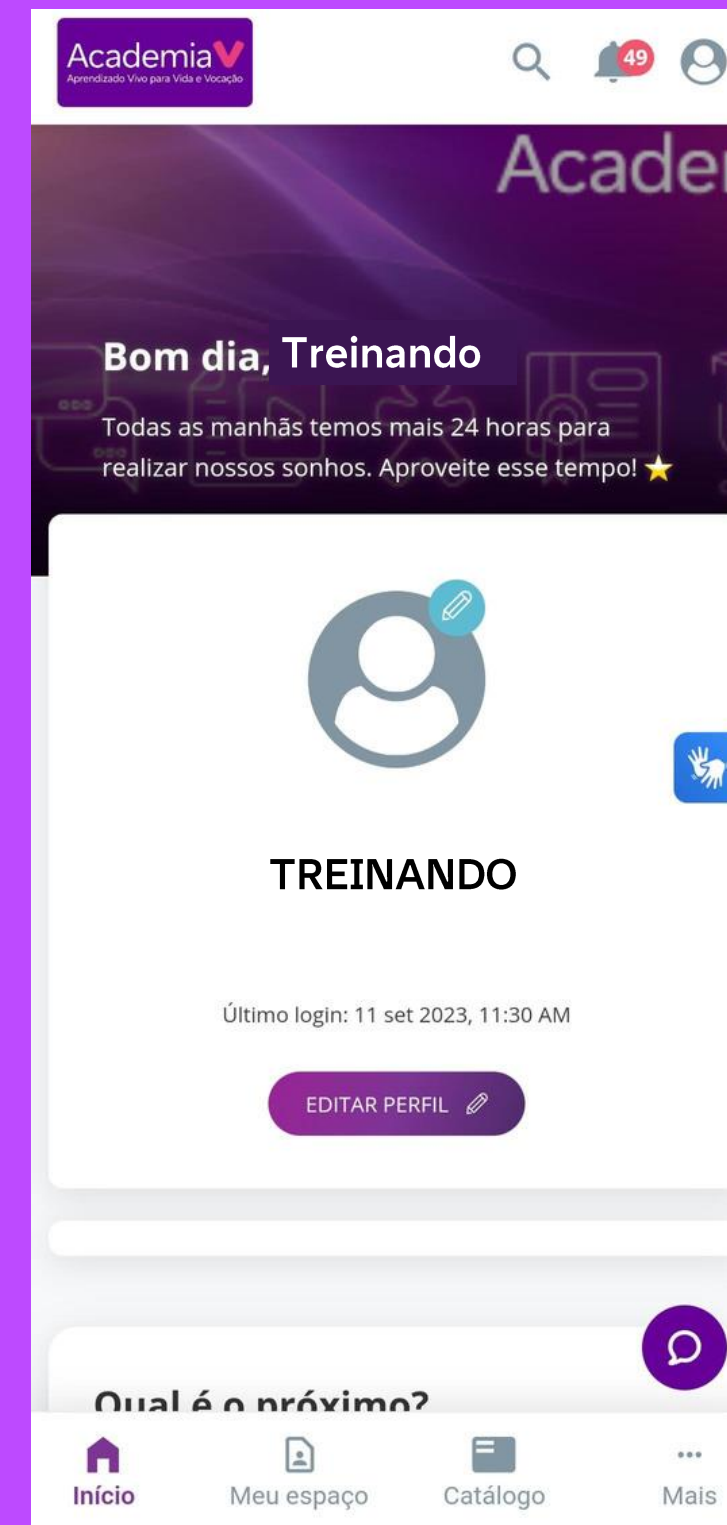 AcademiaV
Aprendizado Vivo para Vida e Vocação
49
Acade
Bom dia, Treinando
Todas as manhãs temos mais 24 horas para
realizar nossos sonhos. Aproveite esse tempo!
TREINANDO
Último login: 11 set 2023, 11:30 AM
EDITAR PERFIL
Qual é o próximo?
Início Meu espaço Catálogo Mais